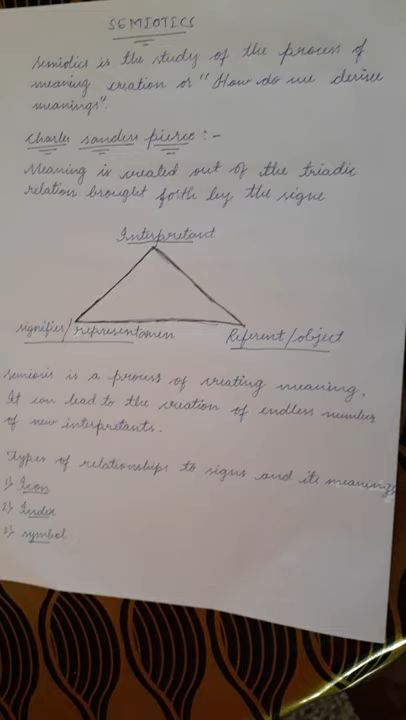 SEMIOTICS
Semiotics is the study of the process of
meaning creation or "How do we derive
meanings".
Charles sanders pierce :-
Meaning is created out of the triadic
relation brought forth by the signe
Interpretant
signifier/representamen
Referent/object
semiosis is a process of creating meaning.
It can lead to the creation of endless number
of new interpretants.
Types of relationships to signs and its meanings
1) Icon
2) Index
3) symbol